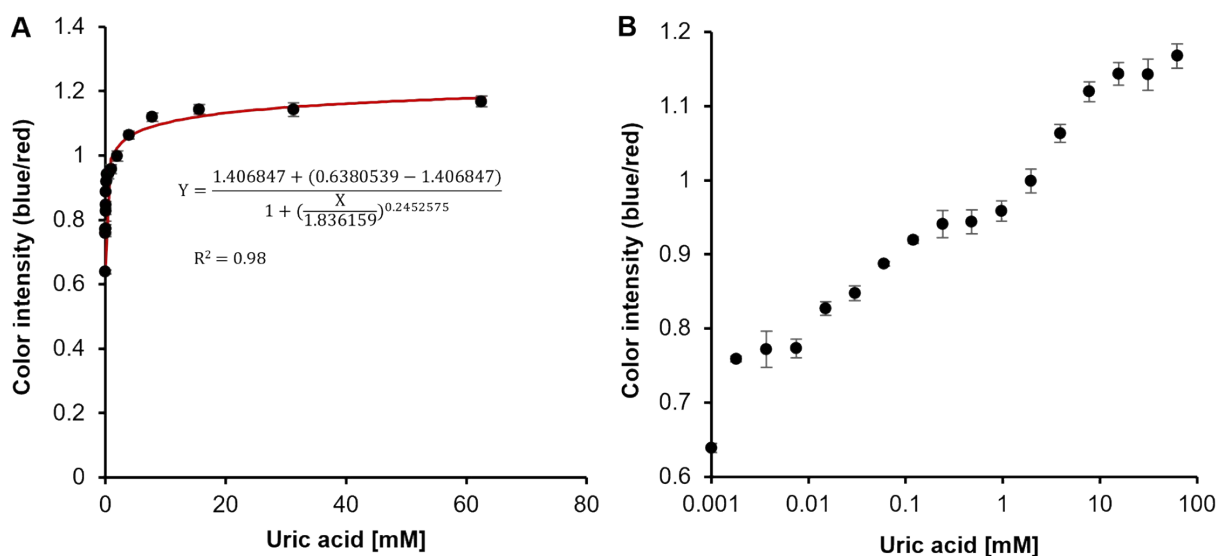 A
1.4
1.2
1
0.8
0.6
0.4
0.2
0
Color intensity (blue/red)
Y = 1.406847 + (0.6380539 − 1.406847)
1 + (X
1.836159)^0.2452575
R² = 0.98
0 20 40 60 80
Uric acid [mM]
B
1.2
1.1
1
0.9
0.8
0.7
0.6
Color intensity (blue/red)
0.001 0.01 0.1 1 10 100
Uric acid [mM]